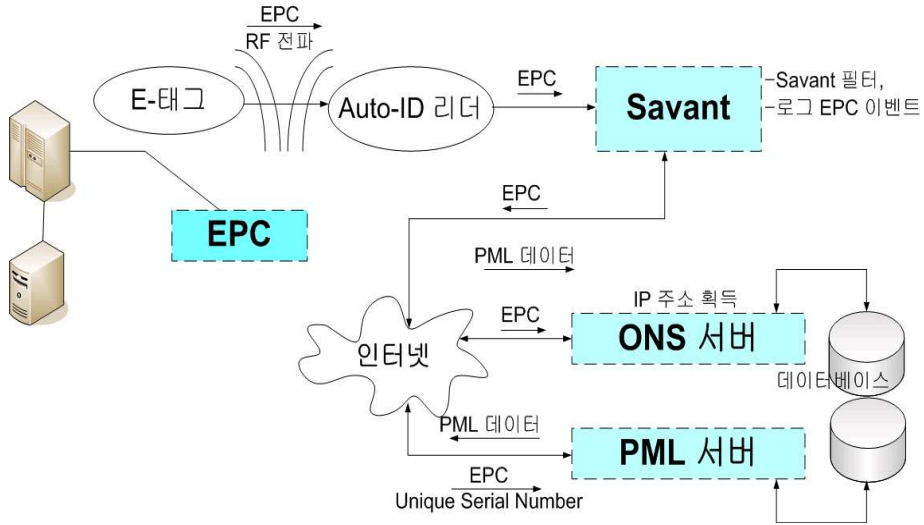 EPC
RF 전파
E-태그
Auto-ID 리더
EPC
Savant
-Savant 필터,
-로그 EPC 이벤트
EPC
EPC
PML 데이터
IP 주소 획득
EPC
ONS 서버
인터넷
데이터베이스
PML 데이터
PML 서버
EPC
Unique Serial Number